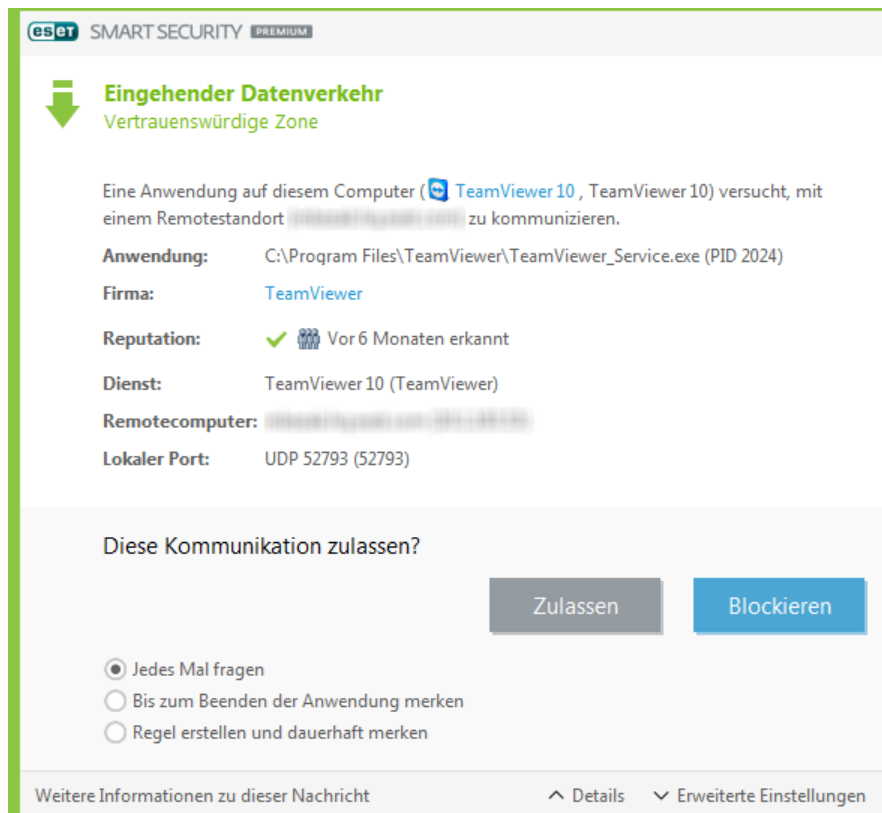 eset SMART SECURITY PREMIUM
Eingehender Datenverkehr
Vertrauenswürdige Zone
Eine Anwendung auf diesem Computer ( TeamViewer 10 , TeamViewer 10) versucht, mit
einem Remotestandort zu kommunizieren.
Anwendung: C:\Program Files\TeamViewer\TeamViewer_Service.exe (PID 2024)
Firma: TeamViewer
Reputation: Vor 6 Monaten erkannt
Dienst: TeamViewer 10 (TeamViewer)
Remotecomputer:
Lokaler Port: UDP 52793 (52793)
Diese Kommunikation zulassen?
Zulassen Blockieren
Jedes Mal fragen
Bis zum Beenden der Anwendung merken
Regel erstellen und dauerhaft merken
Weitere Informationen zu dieser Nachricht Details Erweiterte Einstellungen